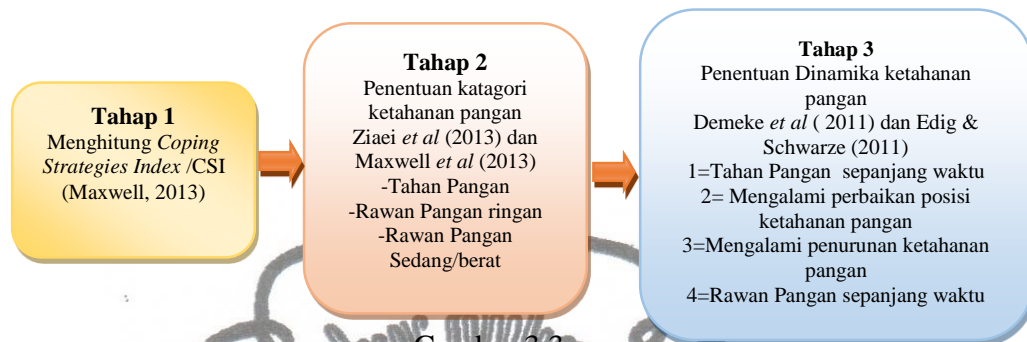 Tahap 1
Menghitung Coping
Strategies Index /CSI
(Maxwell, 2013)
Tahap 2
Penentuan katagori
ketahanan pangan
Ziaei et al (2013) dan
Maxwell et al (2013)
-Tahan Pangan
-Rawan Pangan ringan
-Rawan Pangan
Sedang/berat
Tahap 3
Penentuan Dinamika ketahanan
pangan
Demeke et al ( 2011) dan Edig &
Schwarze (2011)
1=Tahan Pangan sepanjang waktu
2= Mengalami perbaikan posisi
ketahanan pangan
3=Mengalami penurunan ketahanan
pangan
4=Rawan Pangan sepanjang waktu